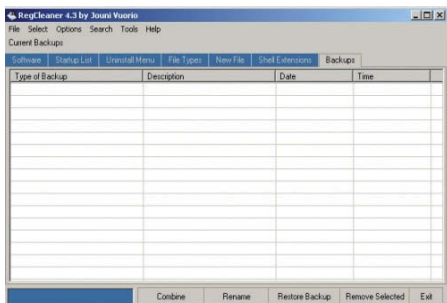 RegCleaner 4.3 by Jouni Vuorio
File Select Options Search Tools Help
Current Backups
Software Startup List Uninstall Menu File Types New File Shell Extensions Backups
Type of Backup Description Date Time
Combine Rename Restore Backup Remove Selected Exit